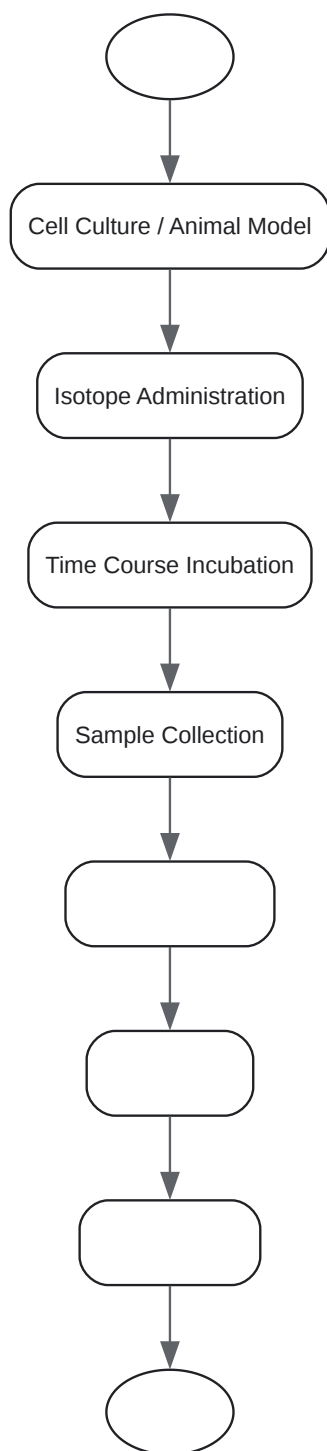 Cell Culture / Animal Model
Isotope Administration
Time Course Incubation
Sample Collection